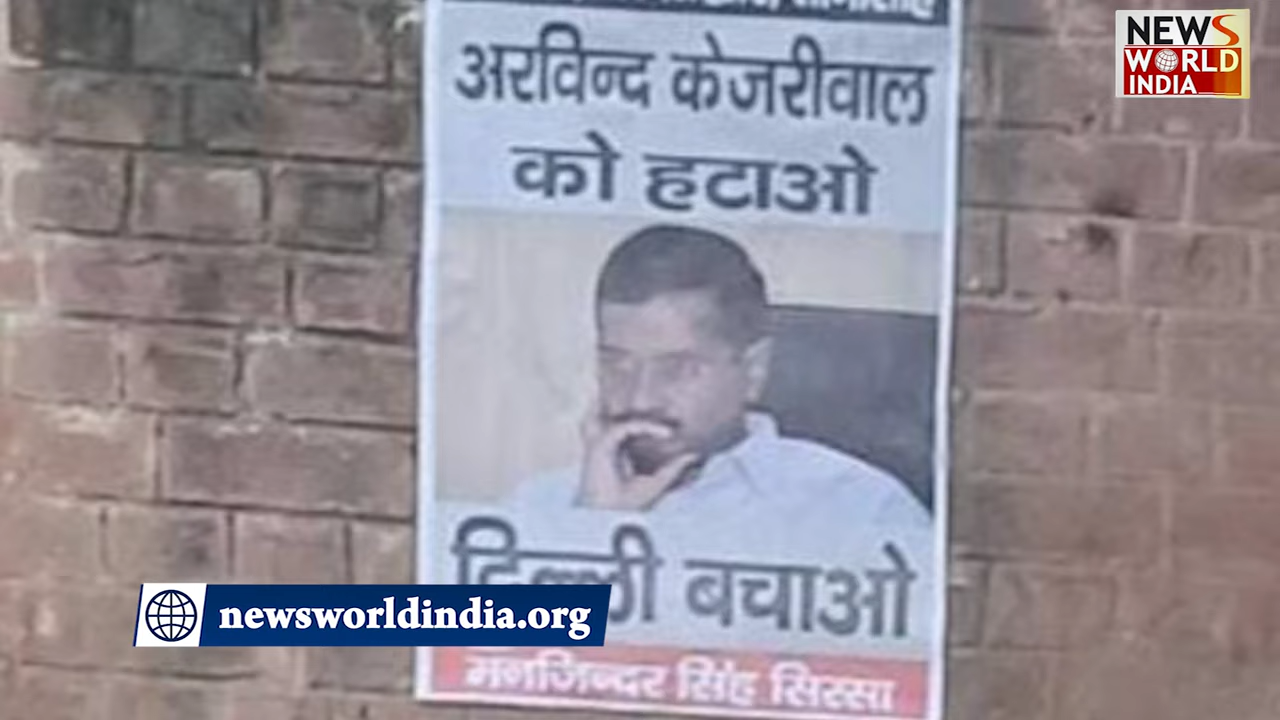 NEWS
WORLD
INDIA
अरविन्द केजरीवाल
को हटाओ
दिल्ली बचाओ
newsworldindia.org
मनजिन्दर सिंह सिरसा